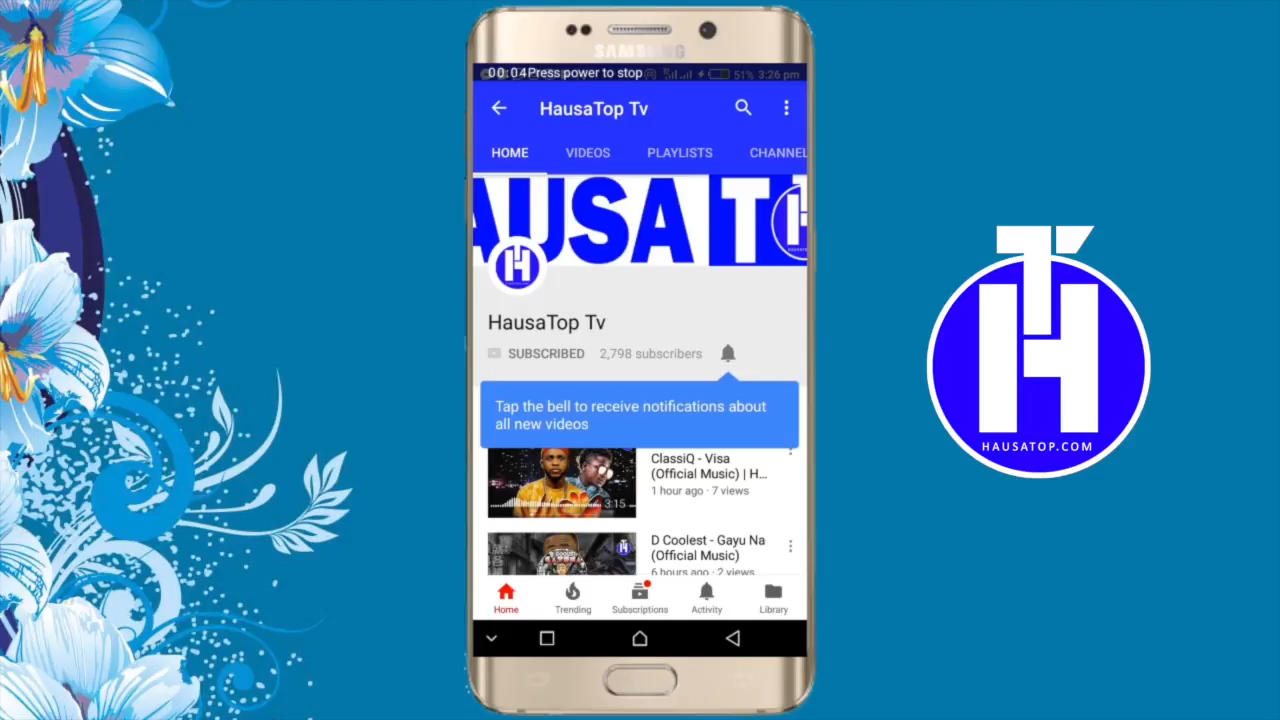 SAMSUNG
00:04Press power to stop
51% 3:26 pm
HausaTop Tv
HOME VIDEOS PLAYLISTS CHANNEL
AUSA T
H
HausaTop Tv
SUBSCRIBED 2,798 subscribers
Tap the bell to receive notifications about
all new videos
ClassiQ - Visa
(Official Music) | H...
1 hour ago · 7 views
3:15
D Coolest - Gayu Na
(Official Music)
6 hours ago · 2 views
Home Trending Subscriptions Activity Library
TH
HAUSATOP.COM